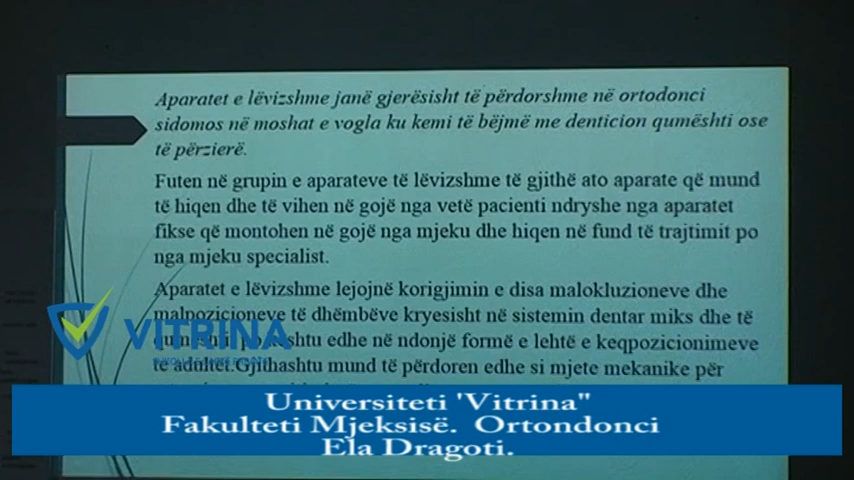 Aparatet e lëvizshme janë gjerësisht të përdorshme në ortodonci
sidomos në moshat e vogla ku kemi të bëjmë me denticion qumështi ose
të përzierë.
Futen në grupin e aparateve të lëvizshme të gjithë ato aparate që mund
të hiqen dhe të vihen në gojë nga vetë pacienti ndryshe nga aparatet
fikse që montohen në gojë nga mjeku dhe hiqen në fund të trajtimit po
nga mjeku specialist.
Aparatet e lëvizshme lejojnë korigjimin e disa malokluzioneve dhe
malpozicioneve të dhëmbëve kryesisht në sistemin dentar miks dhe të
edhe në ndonjë formë e lehtë e keqpozicionimeve
te adultet.Gjithashtu mund të përdoren edhe si mjete mekanike për
VITRINA
Universiteti 'Vitrina"
Fakulteti Mjeksisë. Ortondonci
Ela Dragoti.